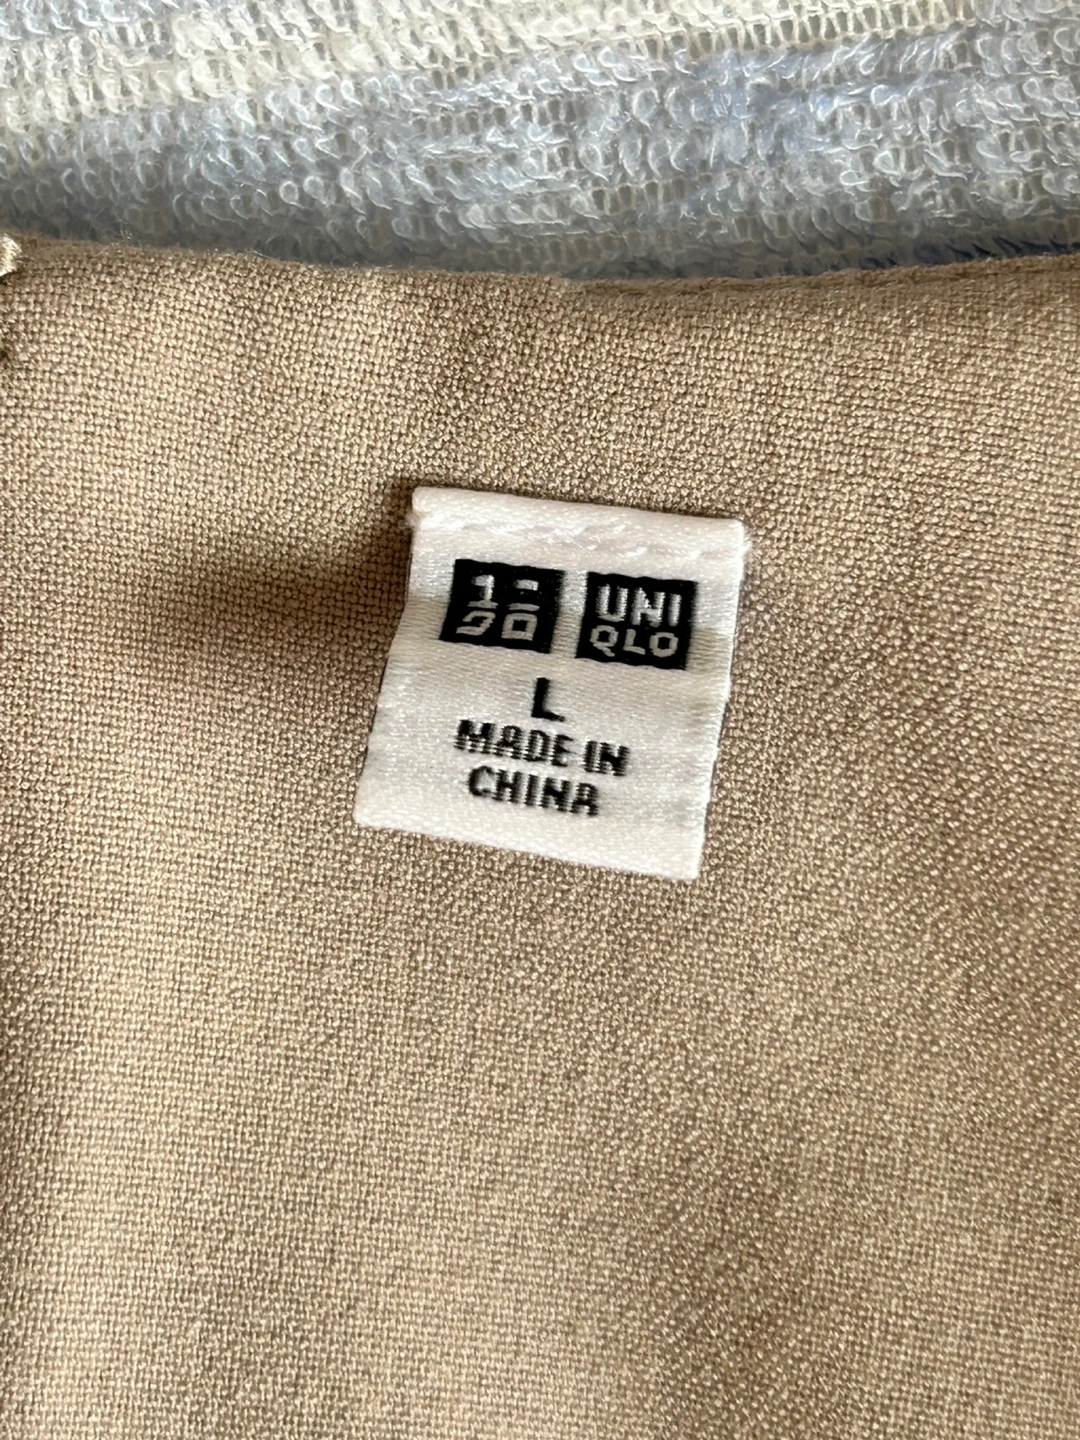 ユニ UNI
クロ QLO
L
MADE IN
CHINA